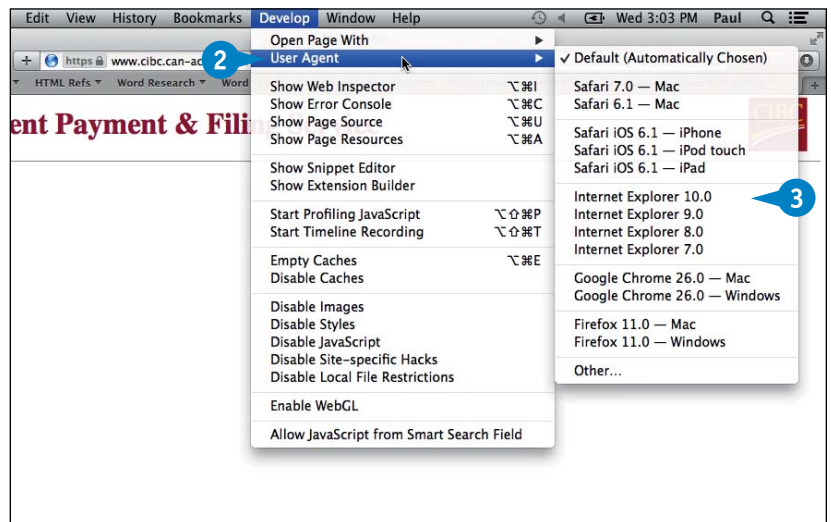 Edit View History Bookmarks Develop Window Help Wed 3:03 PM Paul
https www.cibc.can-ac
HTML Refs Word Research Word
ent Payment & Filing Service
CIBC
2
Open Page With
User Agent
Show Web Inspector ⌥⌘I
Show Error Console ⌥⌘C
Show Page Source ⌥⌘U
Show Page Resources ⌥⌘A
Show Snippet Editor
Show Extension Builder
Start Profiling JavaScript ⌥⇧⌘P
Start Timeline Recording ⌥⇧⌘T
Empty Caches ⌥⌘E
Disable Caches
Disable Images
Disable Styles
Disable JavaScript
Disable Site-specific Hacks
Disable Local File Restrictions
Enable WebGL
Allow JavaScript from Smart Search Field
✓ Default (Automatically Chosen)
Safari 7.0 — Mac
Safari 6.1 — Mac
Safari iOS 6.1 — iPhone
Safari iOS 6.1 — iPod touch
Safari iOS 6.1 — iPad
Internet Explorer 10.0
3
Internet Explorer 9.0
Internet Explorer 8.0
Internet Explorer 7.0
Google Chrome 26.0 — Mac
Google Chrome 26.0 — Windows
Firefox 11.0 — Mac
Firefox 11.0 — Windows
Other...